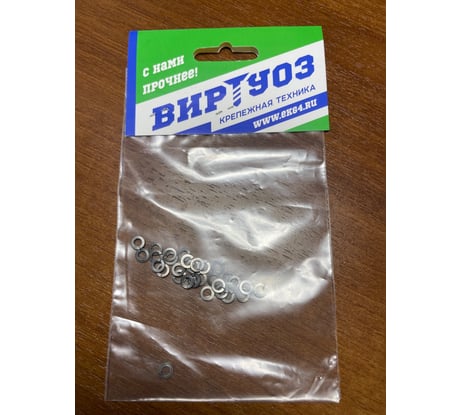 С НАМИ
ПРОЧНЕЕ!
ВИРТУОЗ
КРЕПЕЖНАЯ ТЕХНИКА
WWW.EK64.RU